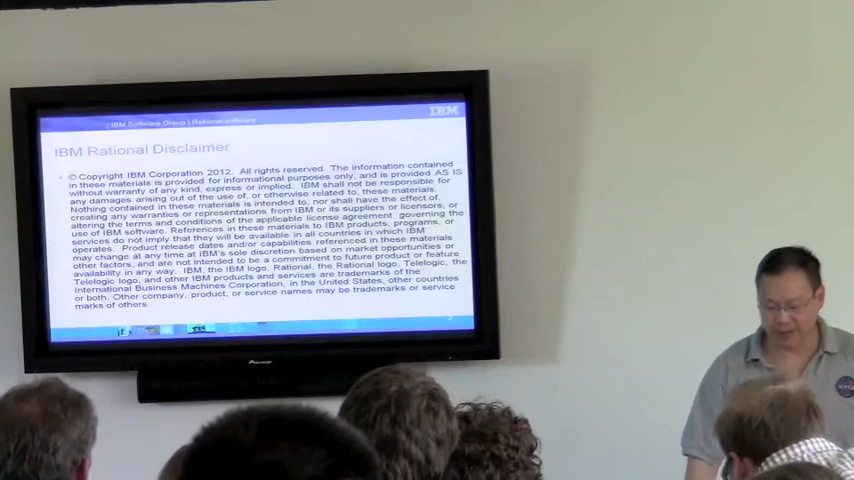 IBM Software Group | Rational software
IBM
IBM Rational Disclaimer
© Copyright IBM Corporation 2012. All rights reserved. The information contained
in these materials is provided for informational purposes only, and is provided AS IS
without warranty of any kind, express or implied. IBM shall not be responsible for
any damages arising out of the use of, or otherwise related to, these materials.
Nothing contained in these materials is intended to, nor shall have the effect of,
creating any warranties or representations from IBM or its suppliers or licensors, or
altering the terms and conditions of the applicable license agreement governing the
use of IBM software. References in these materials to IBM products, programs, or
services do not imply that they will be available in all countries in which IBM
operates. Product release dates and/or capabilities referenced in these materials
may change at any time at IBM's sole discretion based on market opportunities or
other factors, and are not intended to be a commitment to future product or feature
availability in any way. IBM, the IBM logo, Rational, the Rational logo, Telelogic, the
Telelogic logo, and other IBM products and services are trademarks of the
International Business Machines Corporation, in the United States, other countries
or both. Other company, product, or service names may be trademarks or service
marks of others.
Pioneer
NASA